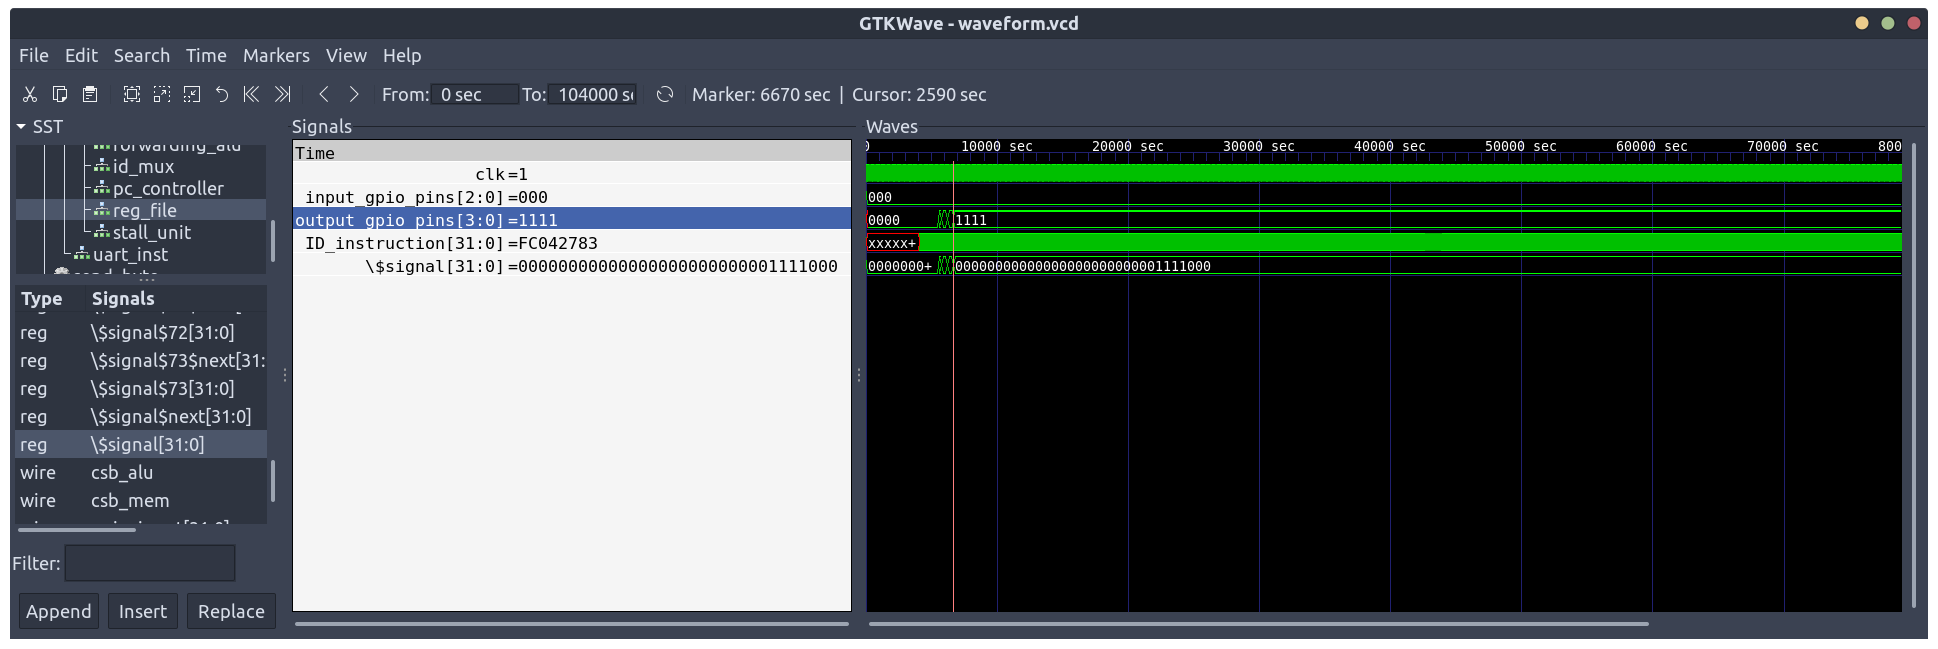 GTKWave - waveform.vcd
File Edit Search Time Markers View Help
From: 0 sec To: 104000 s Marker: 6670 sec | Cursor: 2590 sec
SST
forwarding_alu
id_mux
pc_controller
reg_file
stall_unit
uart_inst
Type Signals
reg \$signal$72[31:0]
reg \$signal$73$next[31:
reg \$signal$73[31:0]
reg \$signal$next[31:0]
reg \$signal[31:0]
wire csb_alu
wire csb_mem
Filter:
Append Insert Replace
Signals
Time
clk=1
input_gpio_pins[2:0]=000
output_gpio_pins[3:0]=1111
ID_instruction[31:0]=FC042783
\$signal[31:0]=00000000000000000000000001111000
Waves
0 10000 sec 20000 sec 30000 sec 40000 sec 50000 sec 60000 sec 70000 sec 800
000
0000 1111
xxxxx+
0000000+ 00000000000000000000000001111000